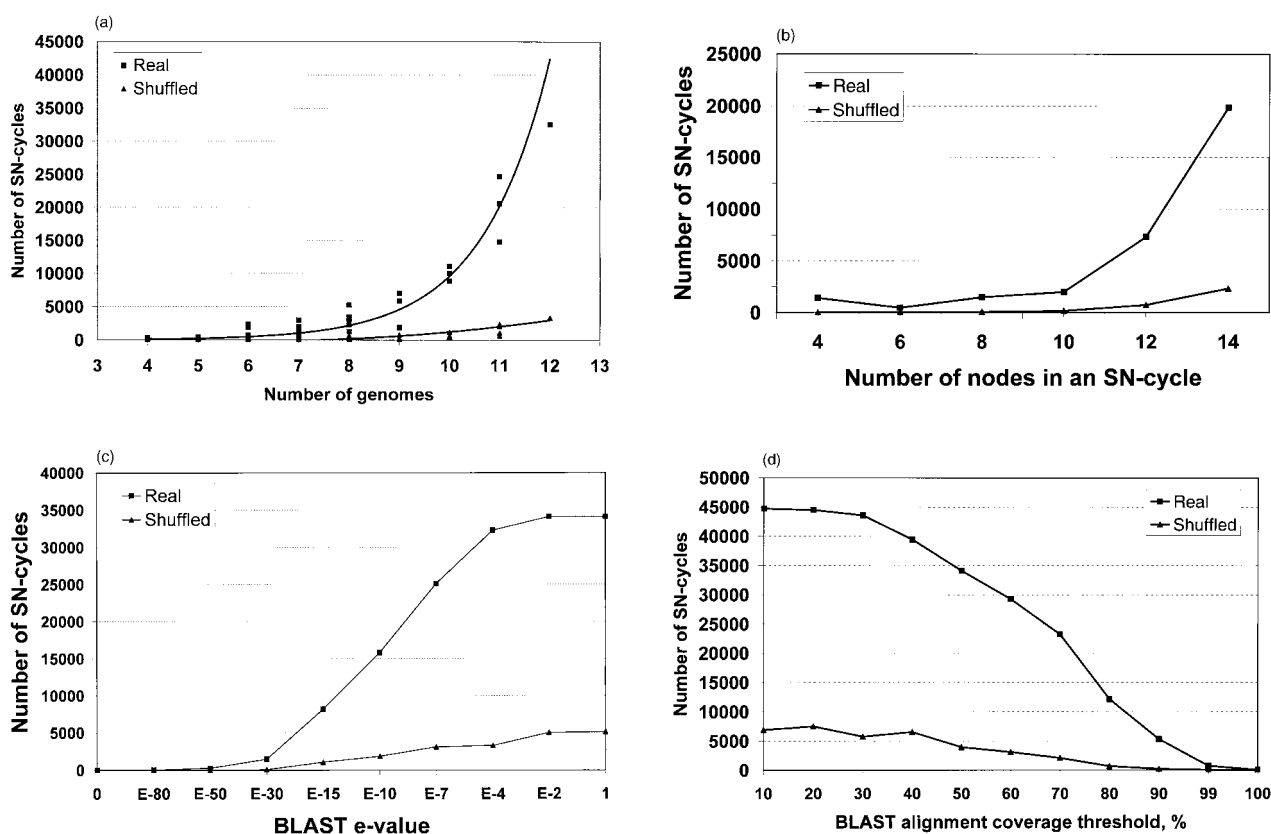 (a)
45000
40000
35000
30000
25000
20000
15000
10000
5000
0
Number of SN-cycles
Real
Shuffled
3 4 5 6 7 8 9 10 11 12 13
Number of genomes
(b)
25000
20000
15000
10000
5000
0
Number of SN-cycles
Real
Shuffled
4 6 8 10 12 14
Number of nodes in an SN-cycle
(c)
40000
35000
30000
25000
20000
15000
10000
5000
0
Number of SN-cycles
Real
Shuffled
0 E-80 E-50 E-30 E-15 E-10 E-7 E-4 E-2 1
BLAST e-value
(d)
50000
45000
40000
35000
30000
25000
20000
15000
10000
5000
0
Number of SN-cycles
Real
Shuffled
10 20 30 40 50 60 70 80 90 99 100
BLAST alignment coverage threshold, %